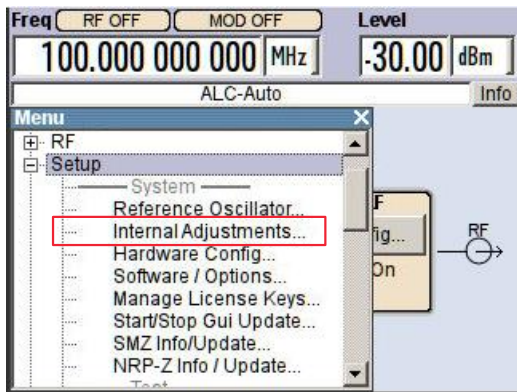 Freq RF OFF MOD OFF Level
100.000 000 000 MHz -30.00 dBm
ALC-Auto Info
Menu
RF
Setup
System
Reference Oscillator...
Internal Adjustments...
Hardware Config...
Software / Options...
Manage License Keys...
Start/Stop Gui Update...
SMZ Info/Update...
NRP-Z Info / Update...
Test
ig...
On
RF